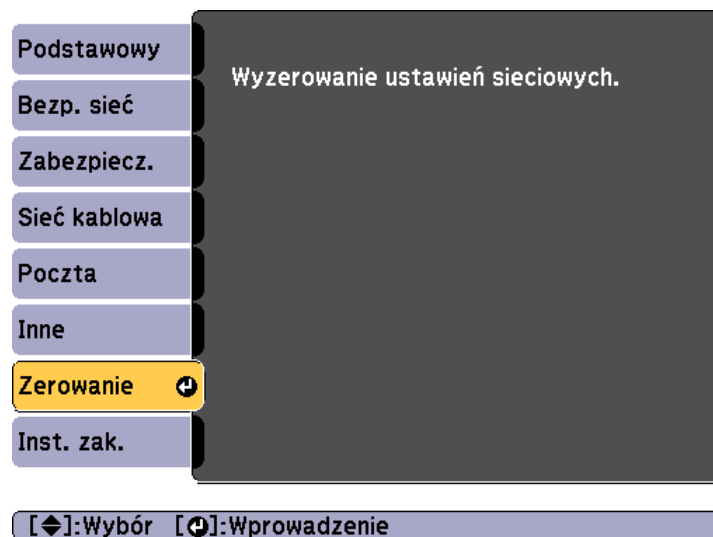 Podstawowy
Bezp. sieć
Zabezpiecz.
Sieć kablowa
Poczta
Inne
Zerowanie
Inst. zak.
Wyzerowanie ustawień sieciowych.
[◆]:Wybór [⏎]:Wprowadzenie